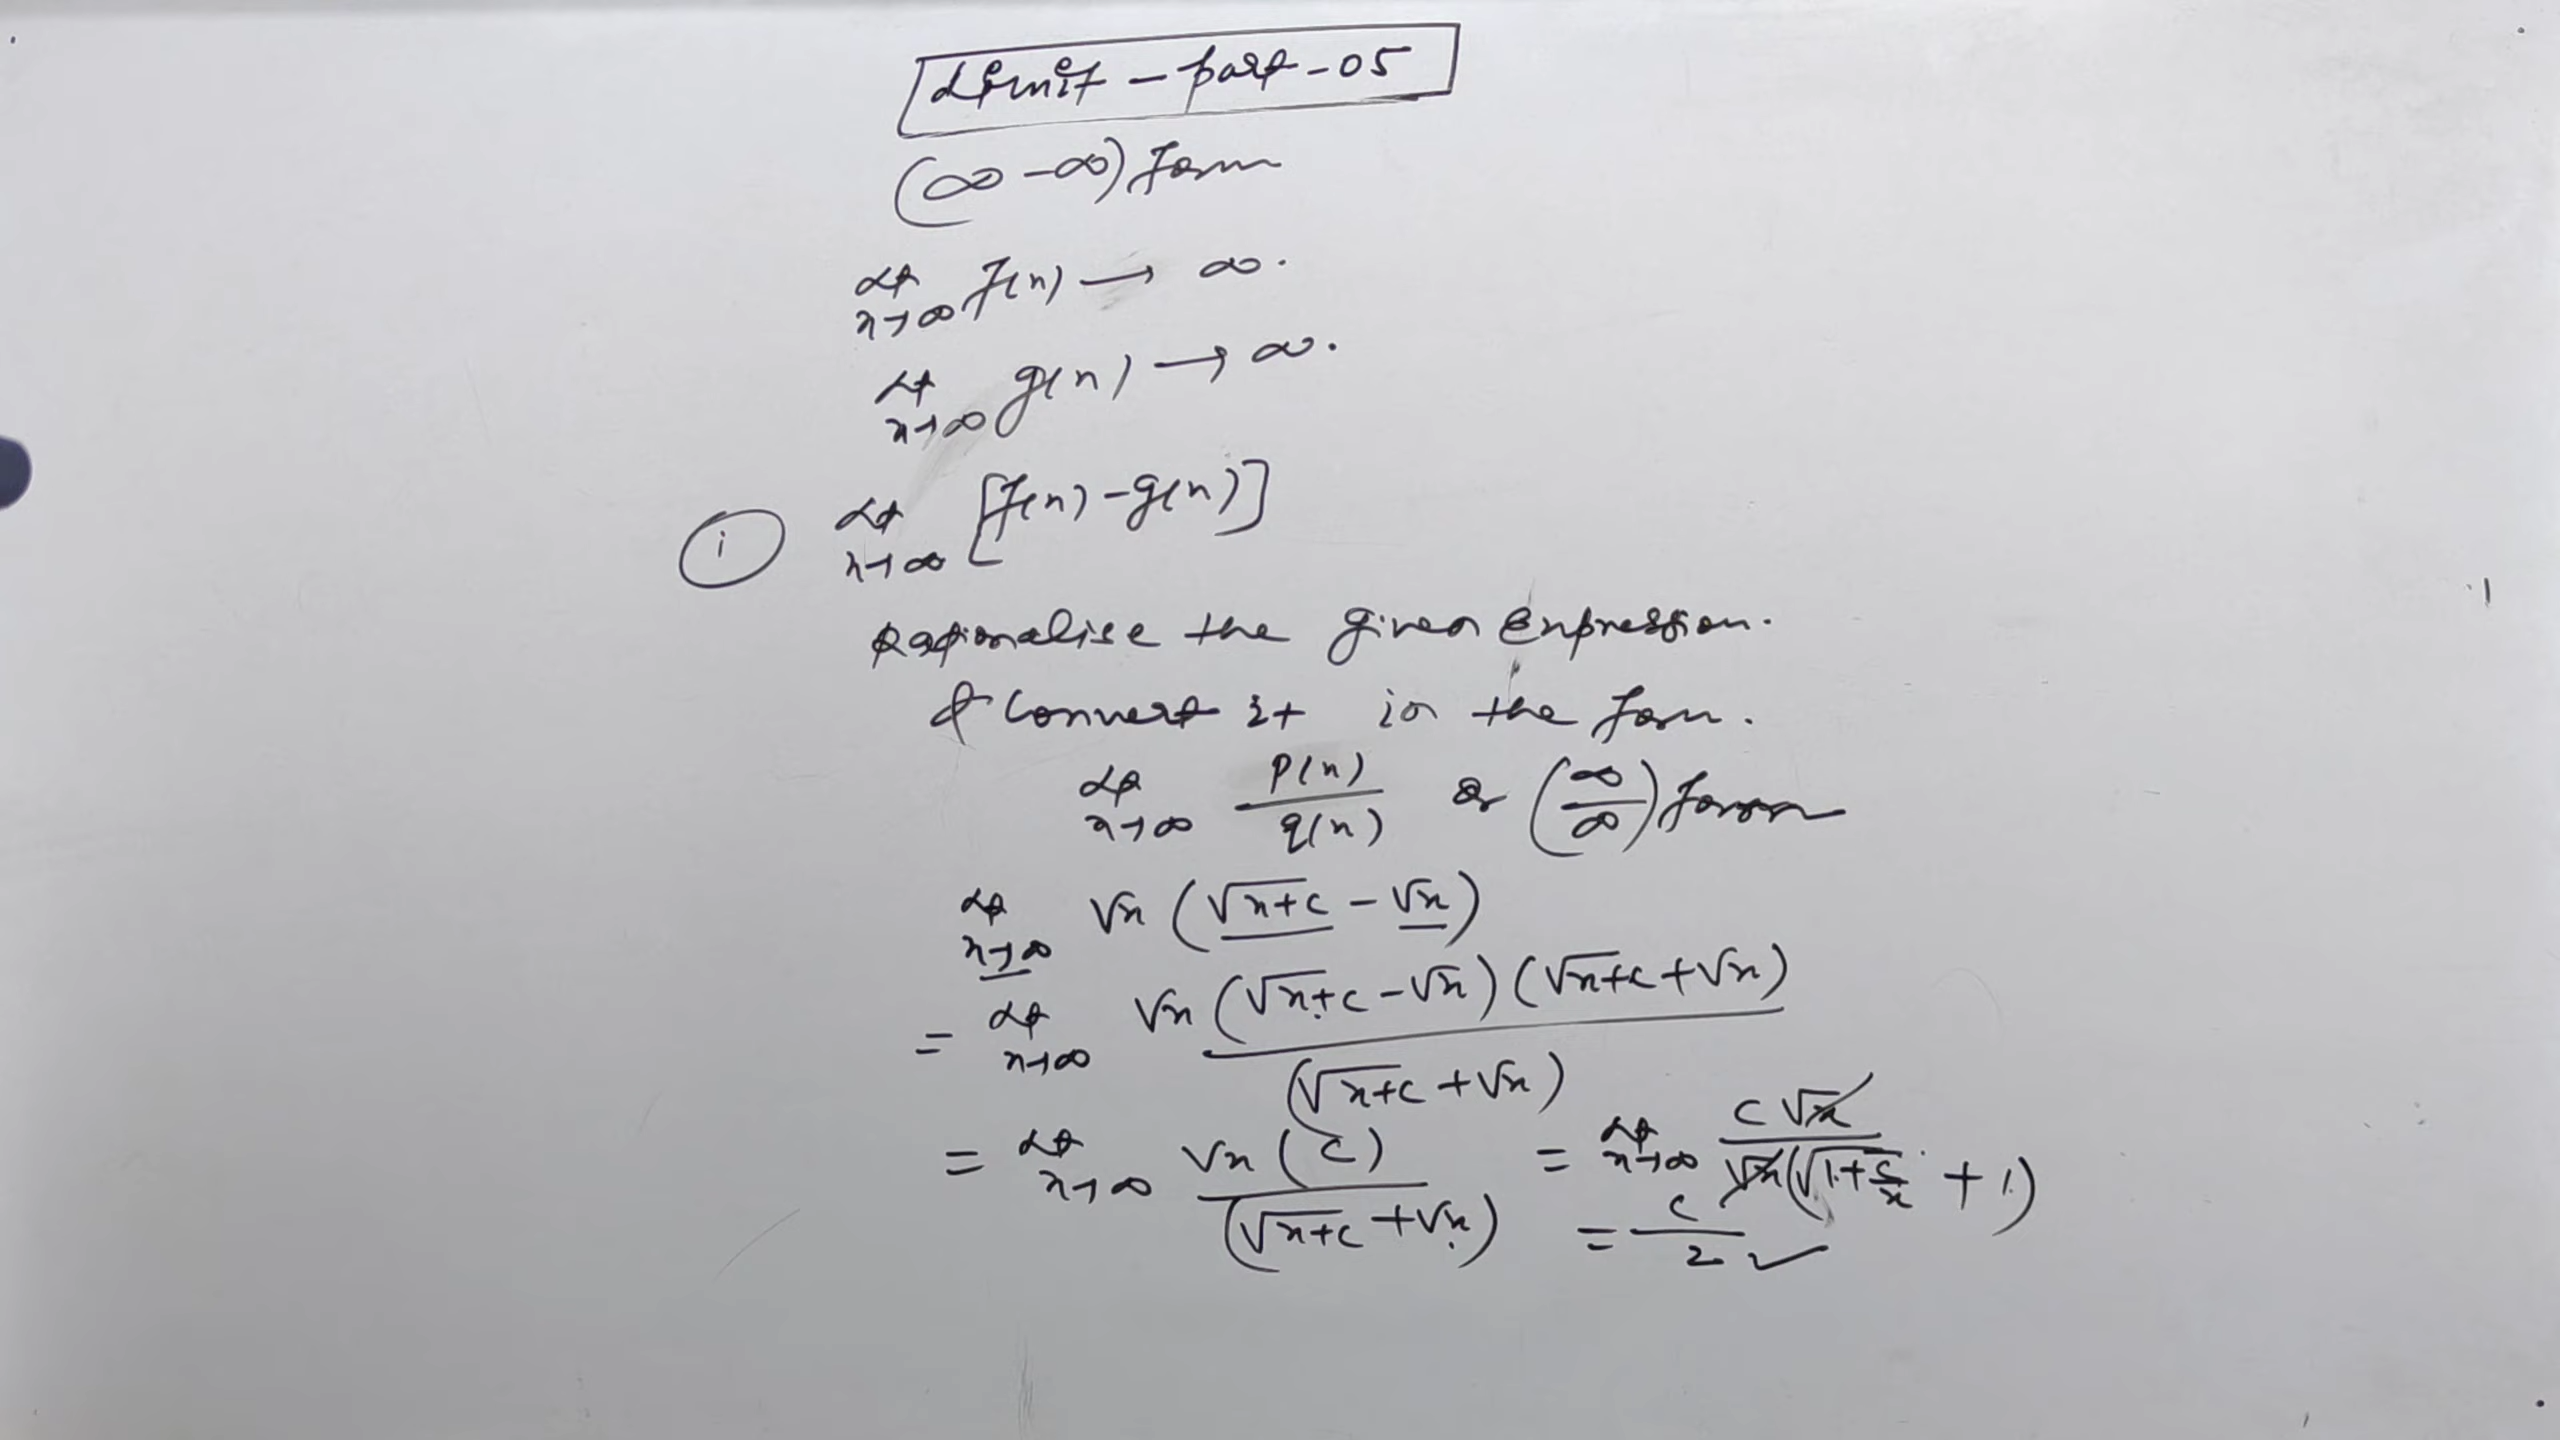 Limit - part - 05
(∞ - ∞) form
Lt x→∞ f(x) → ∞.
Lt x→∞ g(x) → ∞.
(i) Lt x→∞ [f(x) - g(x)]
Rationalise the given Expression.
& Convert it in the form.
Lt x→∞ p(x)/q(x) or (∞/∞) form
Lt x→∞ √x (√x+c - √x)
= Lt x→∞ √x (√x+c - √x) (√x+c + √x) / (√x+c + √x)
= Lt x→∞ √x (c) / (√x+c + √x) = Lt x→∞ c√x / √x(√1+c/x + 1)
= c/2 ✓